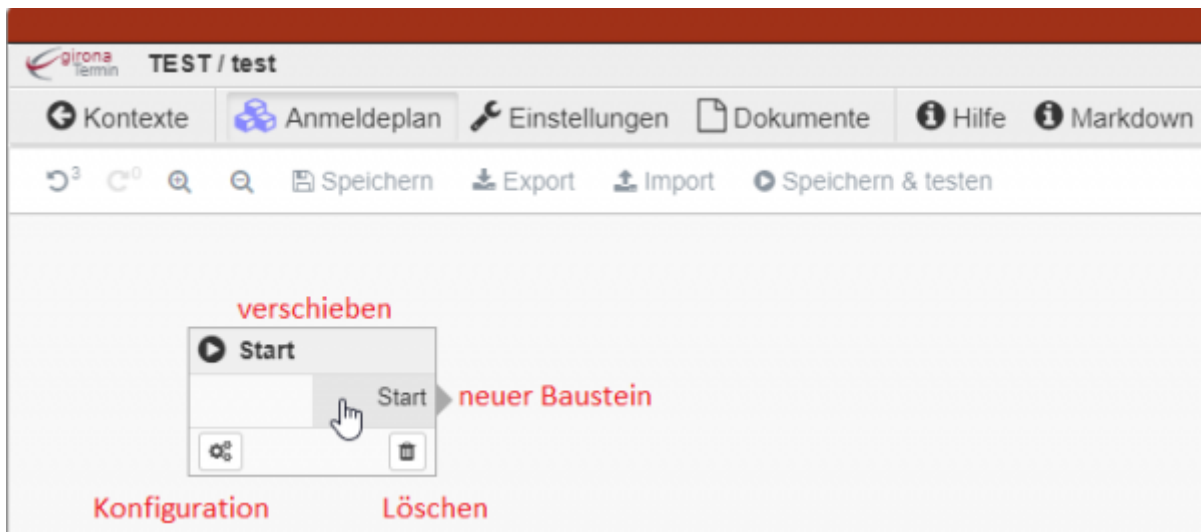 girona
Termin TEST / test
Kontexte Anmeldeplan Einstellungen Dokumente Hilfe Markdown
3 0 Speichern Export Import Speichern & testen
verschieben
Start
Start neuer Baustein
Konfiguration Löschen